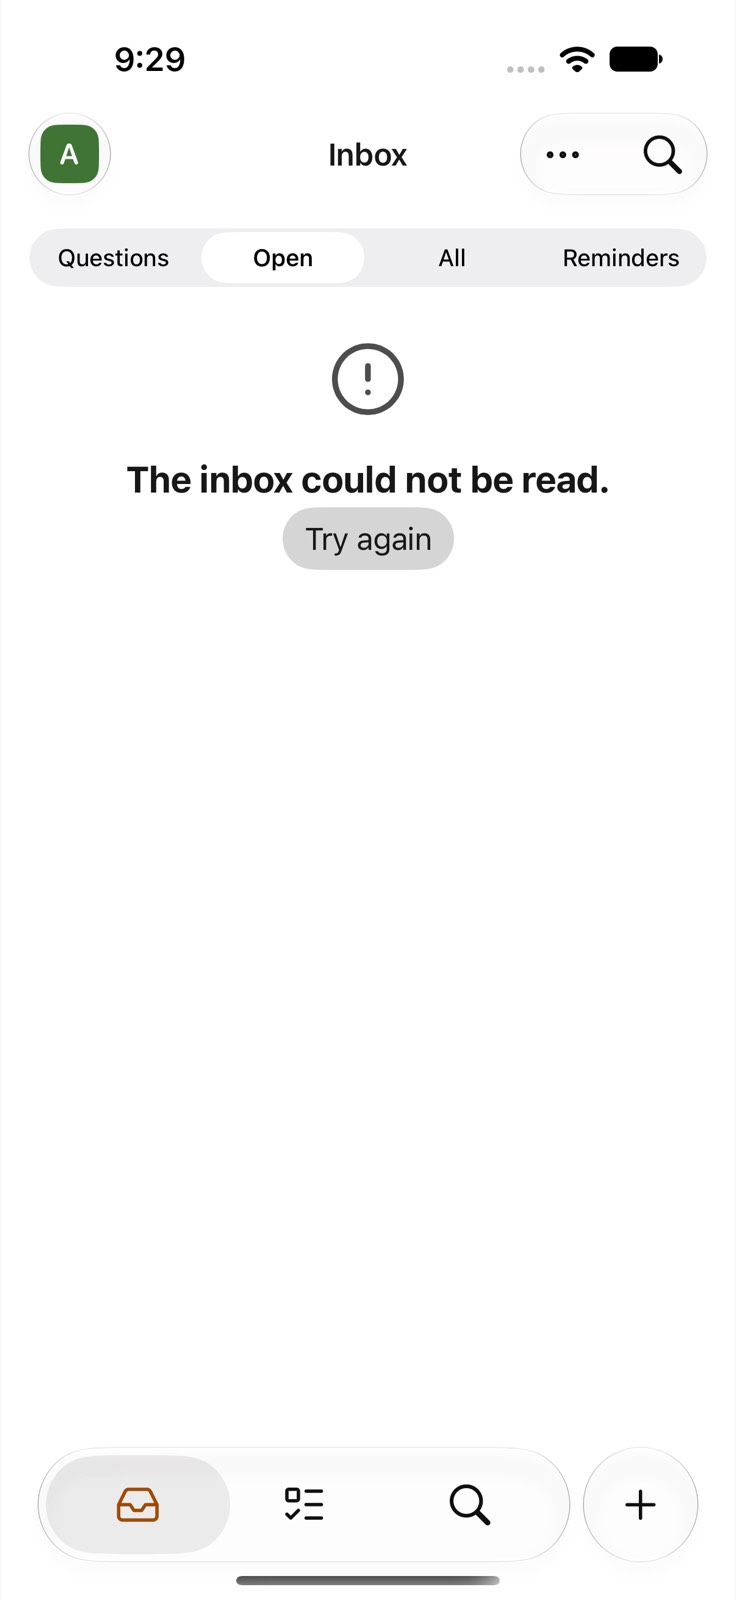 9:29
A
Inbox
Questions
Open
All
Reminders
The inbox could not be read.
Try again